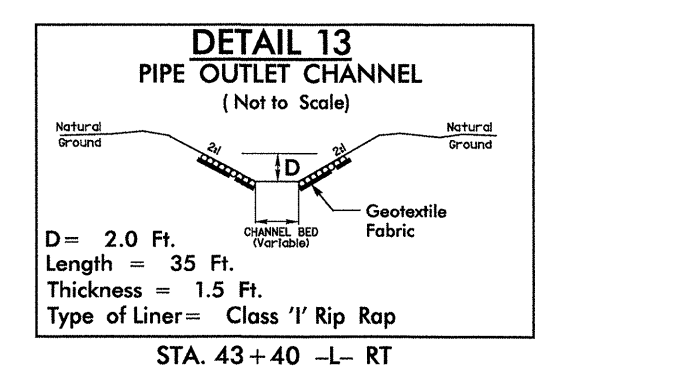 DETAIL 13
PIPE OUTLET CHANNEL
( Not to Scale)
Natural
Ground
2:1
D
2:1
Natural
Ground
Geotextile
Fabric
CHANNEL BED
(Variable)
D= 2.0 Ft.
Length = 35 Ft.
Thickness = 1.5 Ft.
Type of Liner= Class 'I' Rip Rap
STA. 43+40 -L- RT